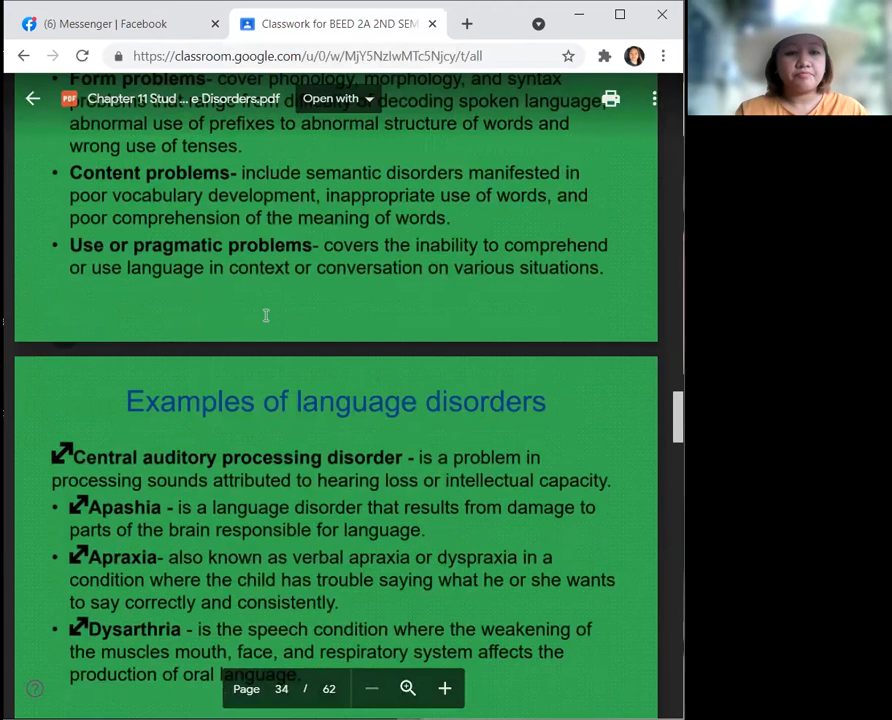 (6) Messenger | Facebook
Classwork for BEED 2A 2ND SEM
https://classroom.google.com/u/0/w/MjY5NzIwMTc5Njcy/t/all
Form problems- cover phonology, morphology, and syntax
Chapter 11 Stud ... e Disorders.pdf
Open with
decoding spoken language,
abnormal use of prefixes to abnormal structure of words and
wrong use of tenses.
• Content problems- include semantic disorders manifested in
poor vocabulary development, inappropriate use of words, and
poor comprehension of the meaning of words.
• Use or pragmatic problems- covers the inability to comprehend
or use language in context or conversation on various situations.
Examples of language disorders
Central auditory processing disorder - is a problem in
processing sounds attributed to hearing loss or intellectual capacity.
• Apashia - is a language disorder that results from damage to
parts of the brain responsible for language.
• Apraxia- also known as verbal apraxia or dyspraxia in a
condition where the child has trouble saying what he or she wants
to say correctly and consistently.
• Dysarthria - is the speech condition where the weakening of
the muscles mouth, face, and respiratory system affects the
production of oral language.
Page 34 / 62